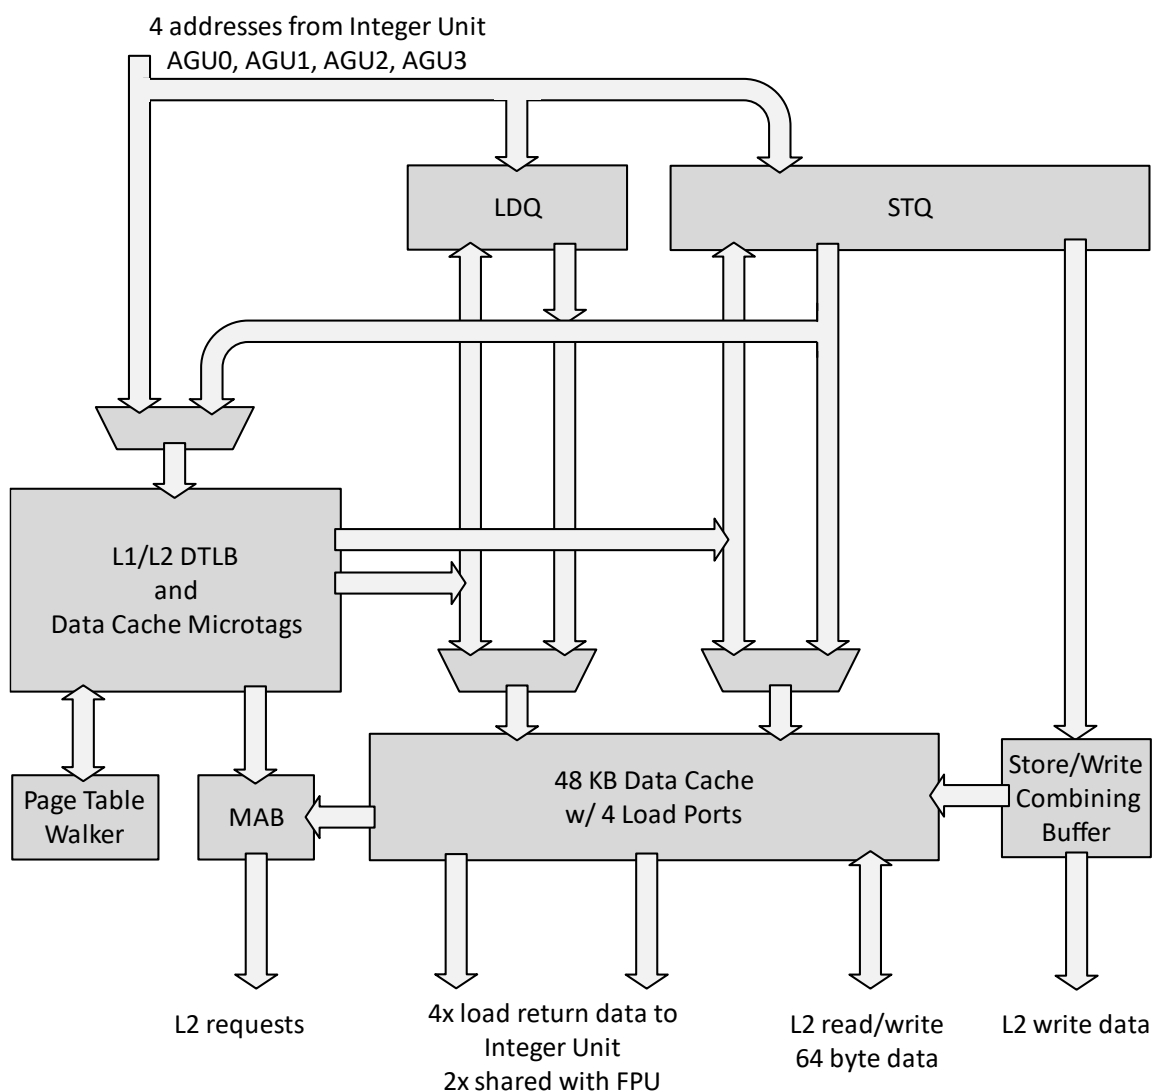 4 addresses from Integer Unit
AGU0, AGU1, AGU2, AGU3
LDQ
STQ
L1/L2 DTLB
and
Data Cache Microtags
Page Table
Walker
MAB
48 KB Data Cache
w/ 4 Load Ports
Store/Write
Combining
Buffer
L2 requests
4x load return data to
Integer Unit
2x shared with FPU
L2 read/write
64 byte data
L2 write data